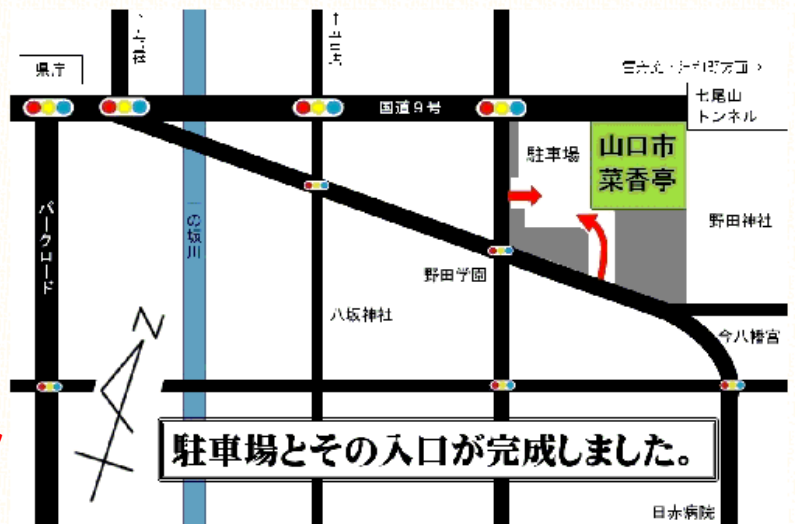 県庁
国道9号
木尾山
トンネル
駐車場
山口市
菜香亭
パークロード
一の坂川
野田神社
野田学園
八坂神社
今八幡宮
駐車場とその入口が完成しました。
日赤病院
N